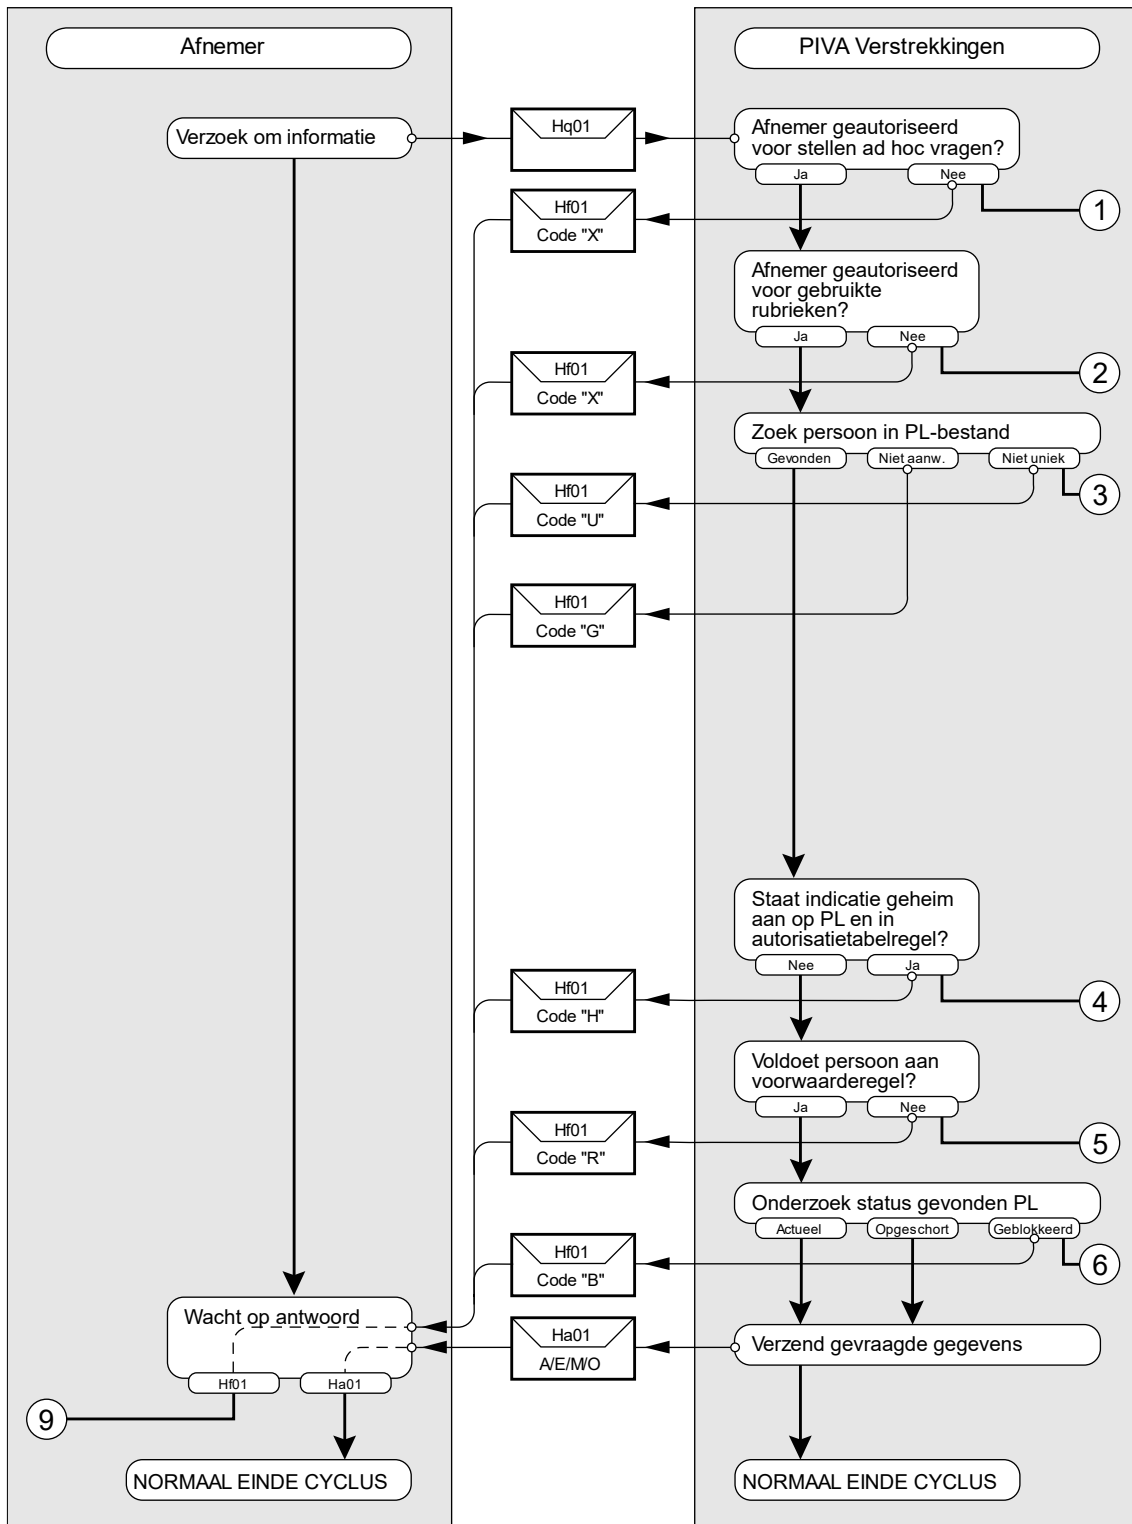 Afnemer
PIVA Verstrekkingen
Verzoek om informatie
Hq01
Afnemer geautoriseerd
voor stellen ad hoc vragen?
Ja
Nee
1
Hf01
Code "X"
Afnemer geautoriseerd
voor gebruikte
rubrieken?
Ja
Nee
2
Hf01
Code "X"
Zoek persoon in PL-bestand
Gevonden
Niet aanw.
Niet uniek
3
Hf01
Code "U"
Hf01
Code "G"
Staat indicatie geheim
aan op PL en in
autorisatietabelregel?
Nee
Ja
4
Hf01
Code "H"
Voldoet persoon aan
voorwaarderegel?
Ja
Nee
5
Hf01
Code "R"
Onderzoek status gevonden PL
Actueel
Opgeschort
Geblokkeerd
6
Hf01
Code "B"
Wacht op antwoord
Ha01
A/E/M/O
Verzend gevraagde gegevens
Hf01
Ha01
9
NORMAAL EINDE CYCLUS
NORMAAL EINDE CYCLUS